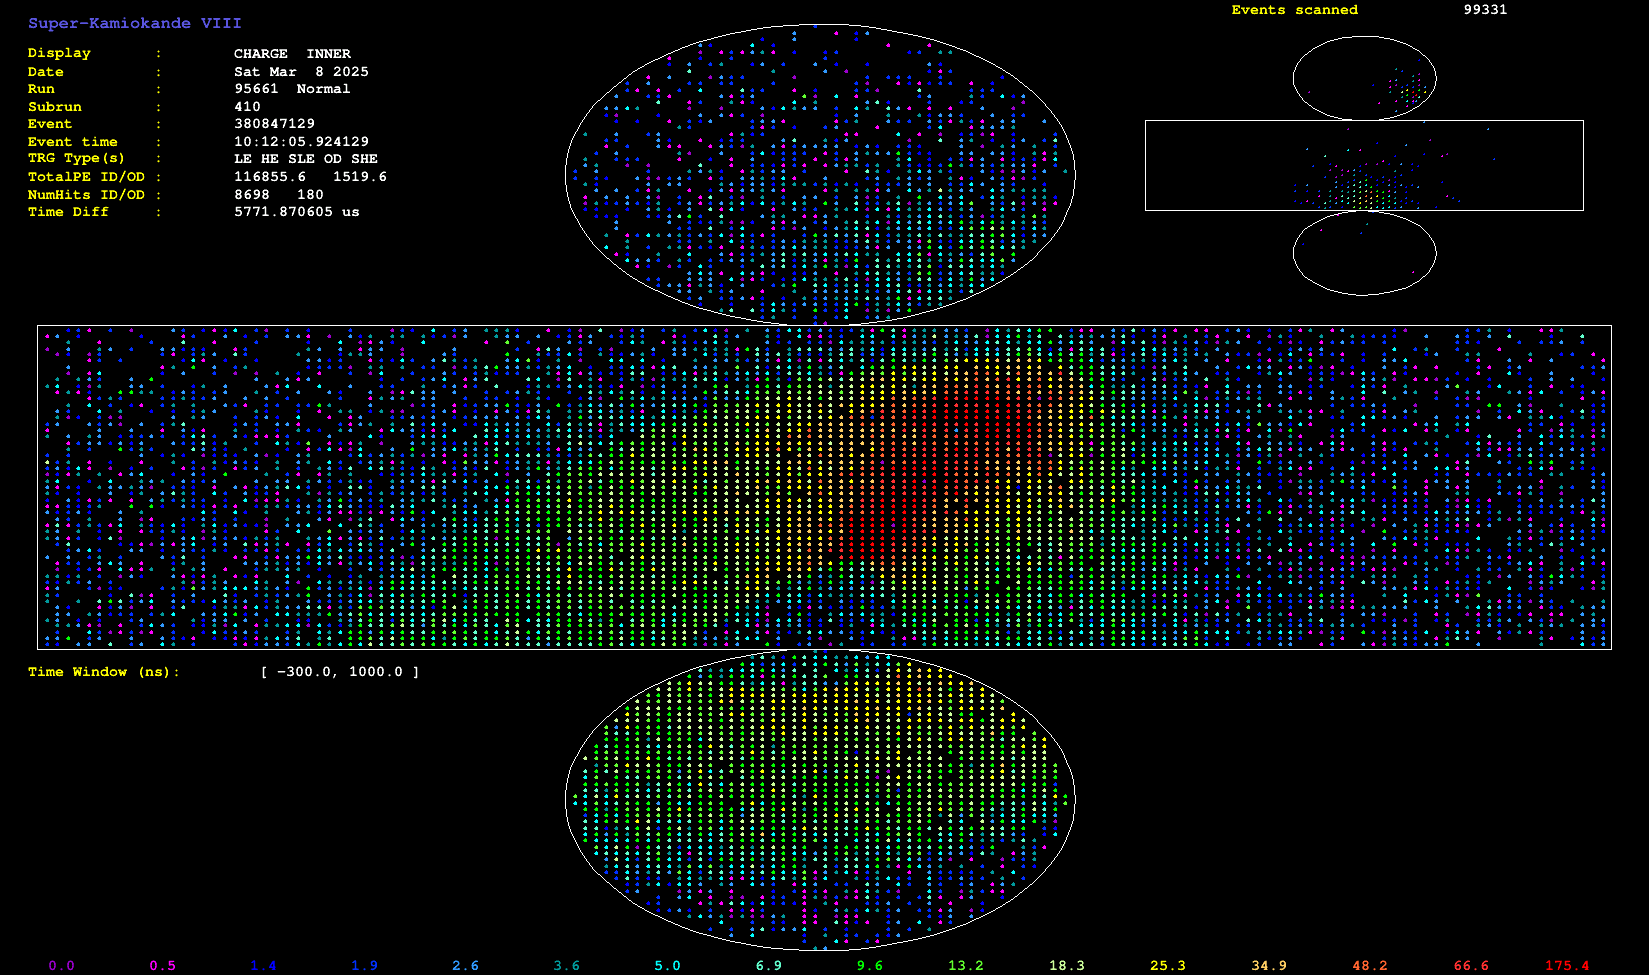 Super-Kamiokande VIII
Events scanned 99331
Display : CHARGE INNER
Date : Sat Mar 8 2025
Run : 95661 Normal
Subrun : 410
Event : 380847129
Event time : 10:12:05.924129
TRG Type(s) : LE HE SLE OD SHE
TotalPE ID/OD : 116855.6 1519.6
NumHits ID/OD : 8698 180
Time Diff : 5771.870605 us
Time Window (ns): [ -300.0, 1000.0 ]
0.0 0.5 1.4 1.9 2.6 3.6 5.0 6.9 9.6 13.2 18.3 25.3 34.9 48.2 66.6 175.4